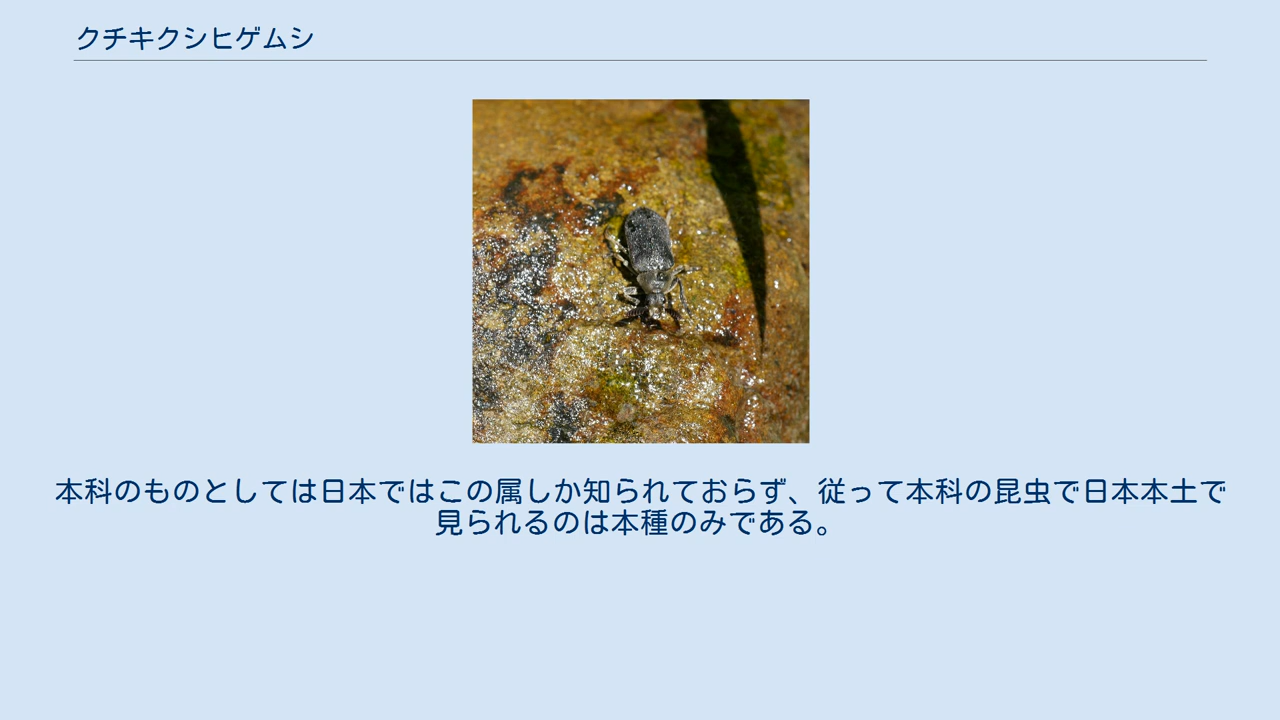 クチキクシヒゲムシ
本科のものとしては日本ではこの属しか知られておらず、従って本科の昆虫で日本本土で
見られるのは本種のみである。